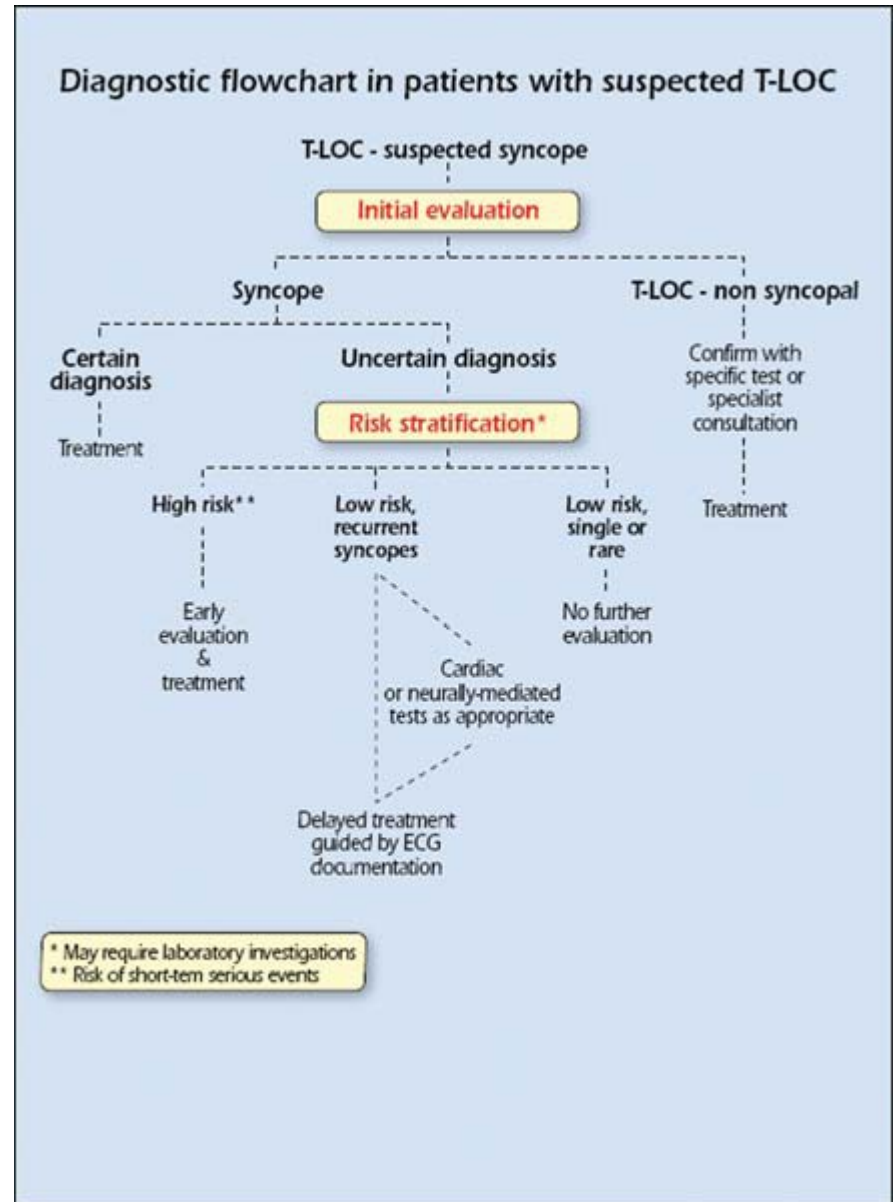 Diagnostic flowchart in patients with suspected T-LOC
T-LOC - suspected syncope
Initial evaluation
Syncope
T-LOC - non syncopal
Certain
diagnosis
Treatment
Uncertain diagnosis
Confirm with
specific test or
specialist
consultation
Treatment
Risk stratification*
High risk**
Early
evaluation
&
treatment
Low risk,
recurrent
syncopes
Low risk,
single or
rare
No further
evaluation
Cardiac
or neurally-mediated
tests as appropriate
Delayed treatment
guided by ECG
documentation
* May require laboratory investigations
** Risk of short-tem serious events